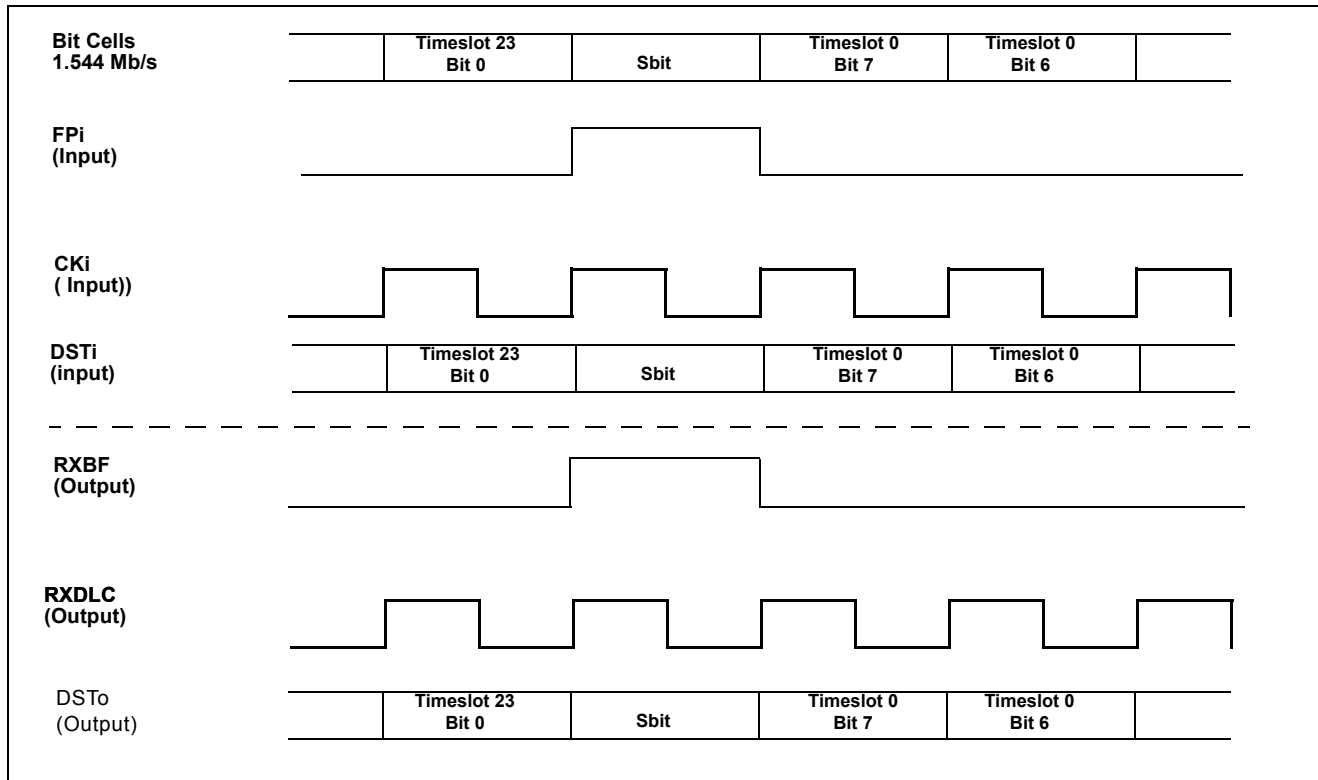 Bit Cells
1.544 Mb/s
Timeslot 23
Bit 0
Sbit
Timeslot 0
Bit 7
Timeslot 0
Bit 6
FPi
(Input)
CKi
( Input))
DSTi
(input)
Timeslot 23
Bit 0
Sbit
Timeslot 0
Bit 7
Timeslot 0
Bit 6
RXBF
(Output)
RXDLC
(Output)
DSTo
(Output)
Timeslot 23
Bit 0
Sbit
Timeslot 0
Bit 7
Timeslot 0
Bit 6